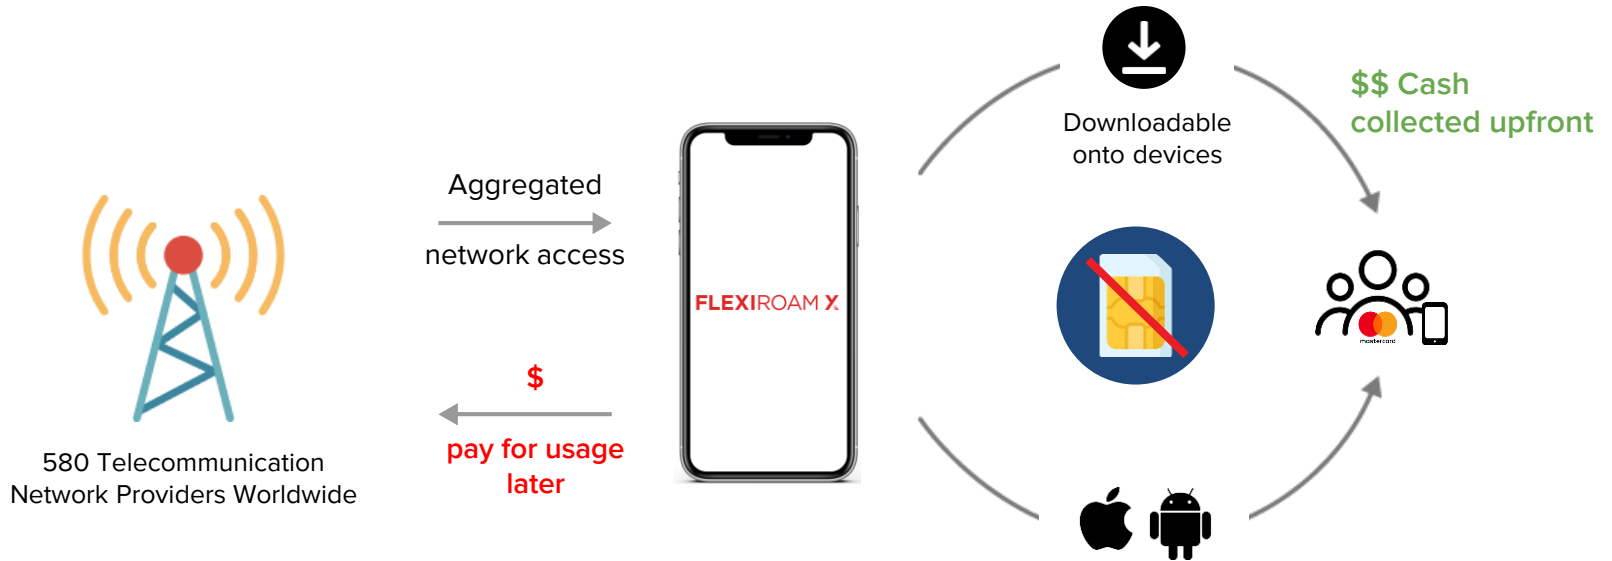 580 Telecommunication
Network Providers Worldwide
Aggregated
network access
$
pay for usage
later
FLEXIROAM X
Downloadable
onto devices
$$ Cash
collected upfront
mastercard